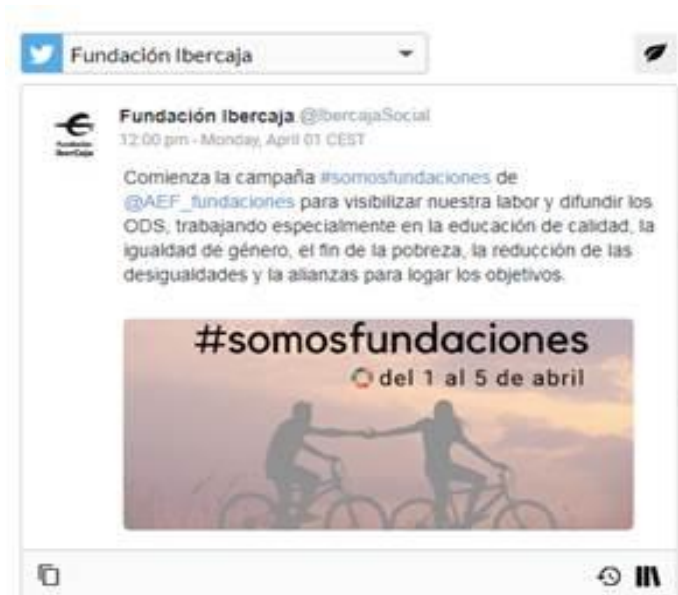 Fundación Ibercaja
Fundación Ibercaja @IbercajaSocial
12:00 pm - Monday, April 01 CEST
Comienza la campaña #somosfundaciones de
@AEF_fundaciones para visibilizar nuestra labor y difundir los
ODS, trabajando especialmente en la educación de calidad, la
igualdad de género, el fin de la pobreza, la reducción de las
desigualdades y la alianzas para logar los objetivos.
#somosfundaciones
del 1 al 5 de abril
Fundación
IberCaja